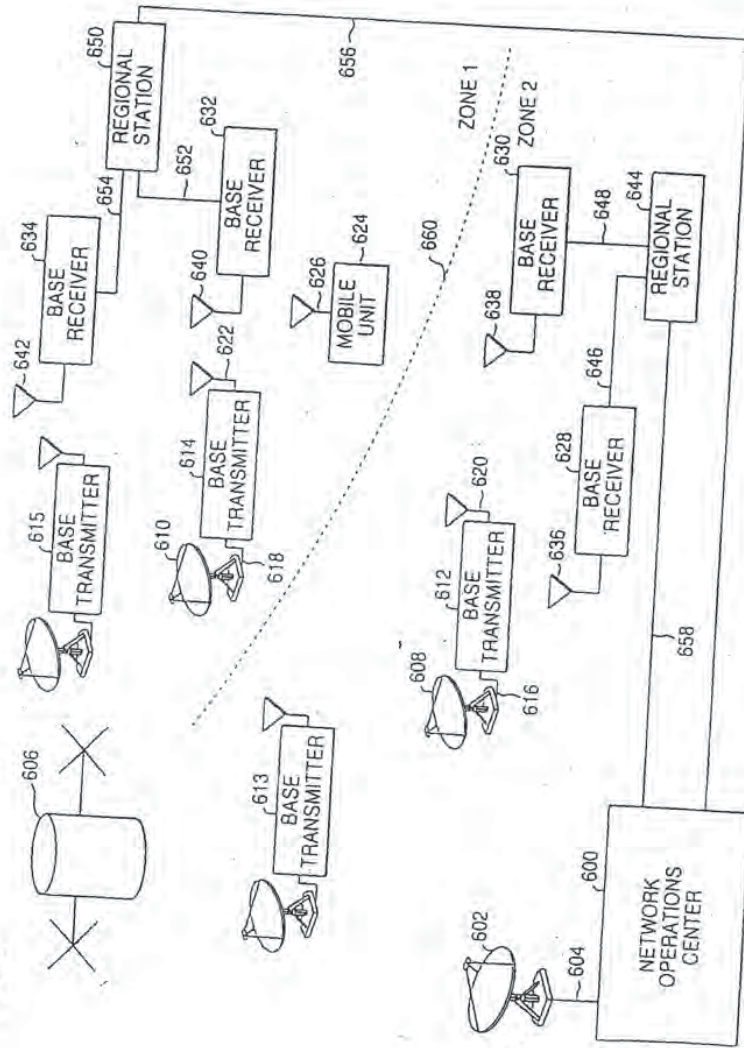 606
615
BASE
TRANSMITTER
642
634
BASE
RECEIVER
654
650
REGIONAL
STATION
656
652
632
BASE
RECEIVER
640
610
614
BASE
TRANSMITTER
622
618
626
624
MOBILE
UNIT
660
ZONE 1
ZONE 2
613
BASE
TRANSMITTER
608
612
BASE
TRANSMITTER
620
616
638
630
BASE
RECEIVER
648
644
REGIONAL
STATION
646
636
628
BASE
RECEIVER
658
602
604
600
NETWORK
OPERATIONS
CENTER